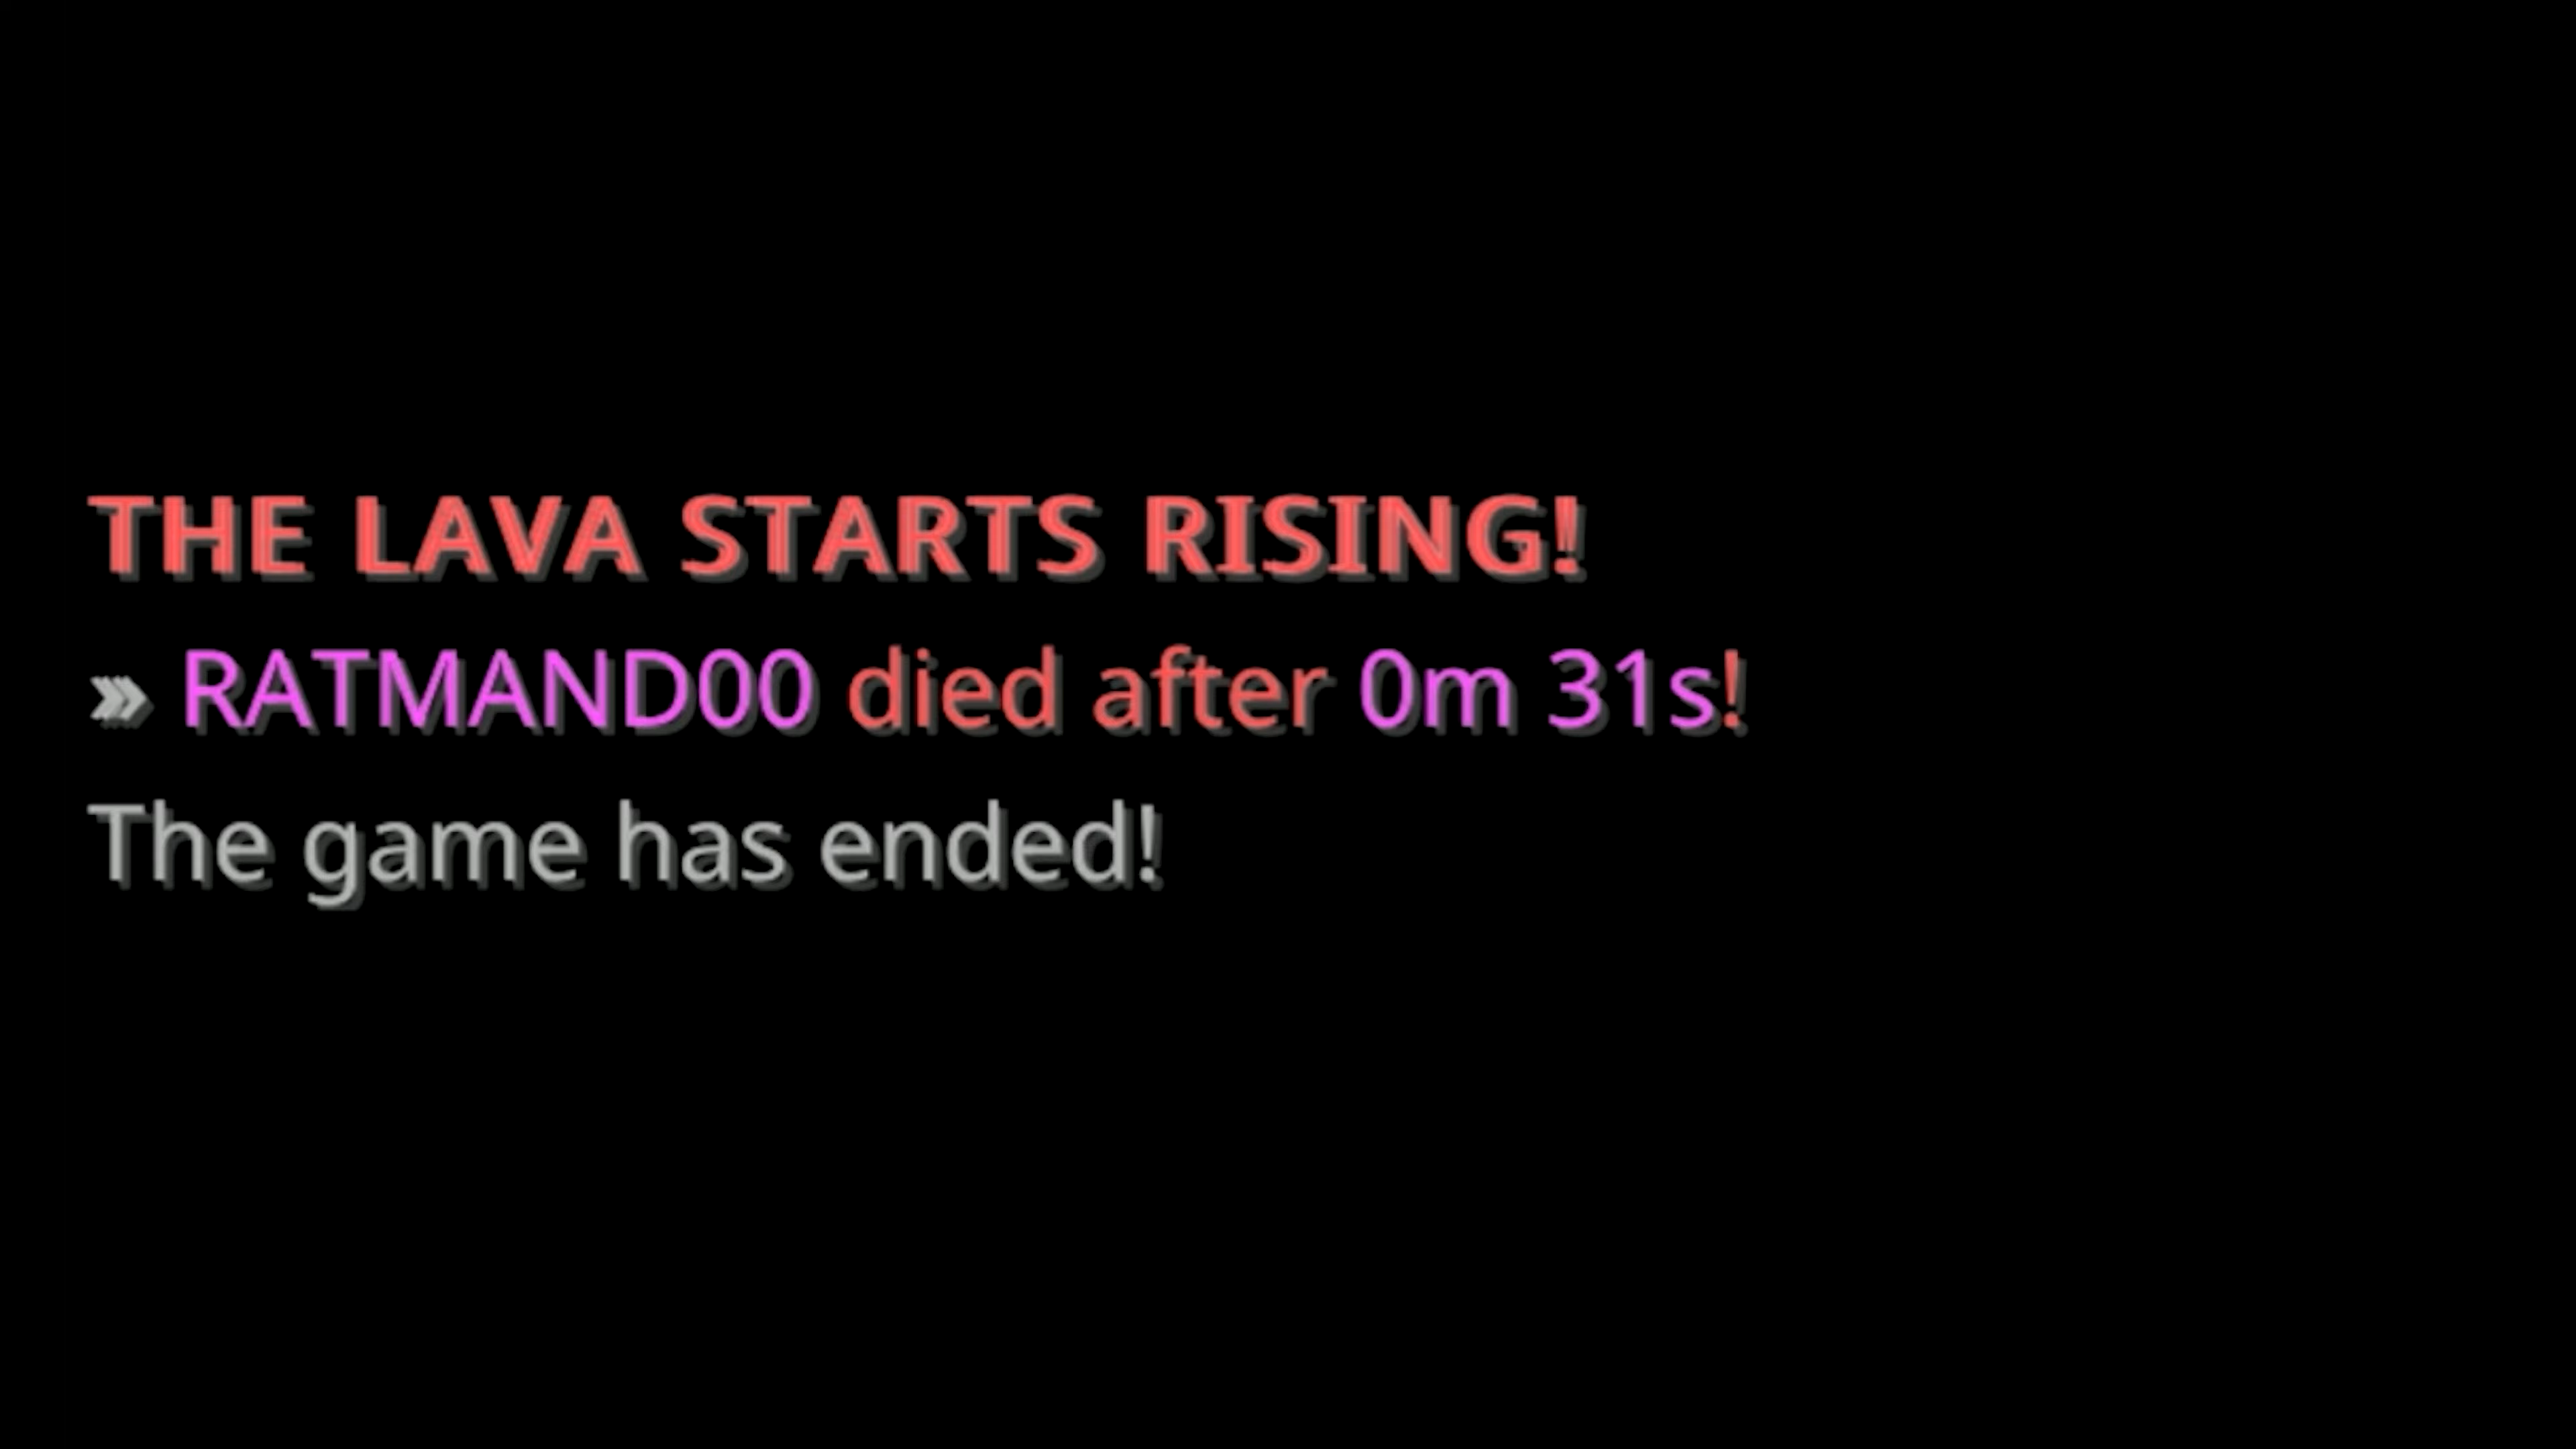 THE LAVA STARTS RISING!
» RATMAND00 died after 0m 31s!
The game has ended!